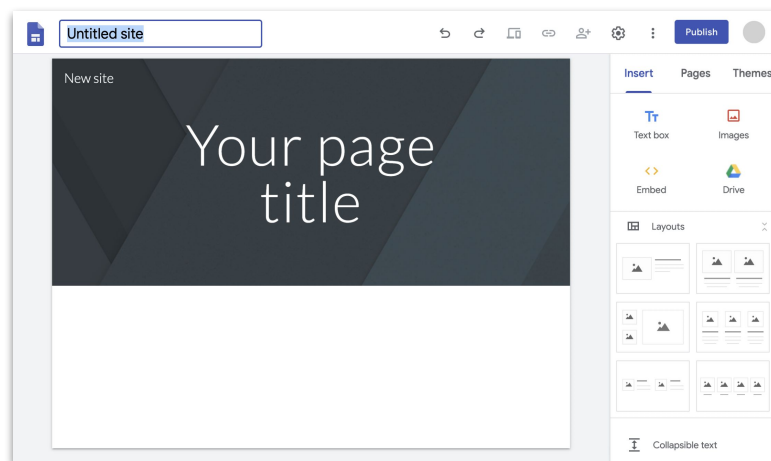 Untitled site
Publish
New site
Your page
title
Insert Pages Themes
Text box Images
Embed Drive
Layouts
Collapsible text